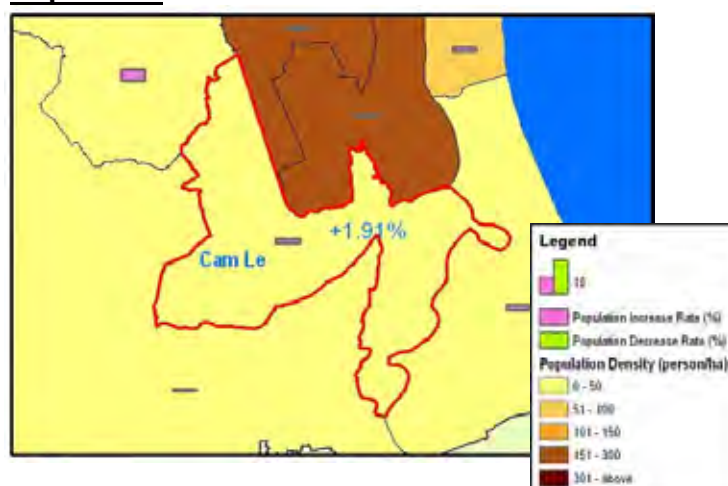 +1.91%
Cam Le
Legend
10
Population Increase Rate (%)
Population Decrease Rate (%)
Population Density (person/ha)
0 - 50
51 - 100
101 - 150
151 - 300
301 - above